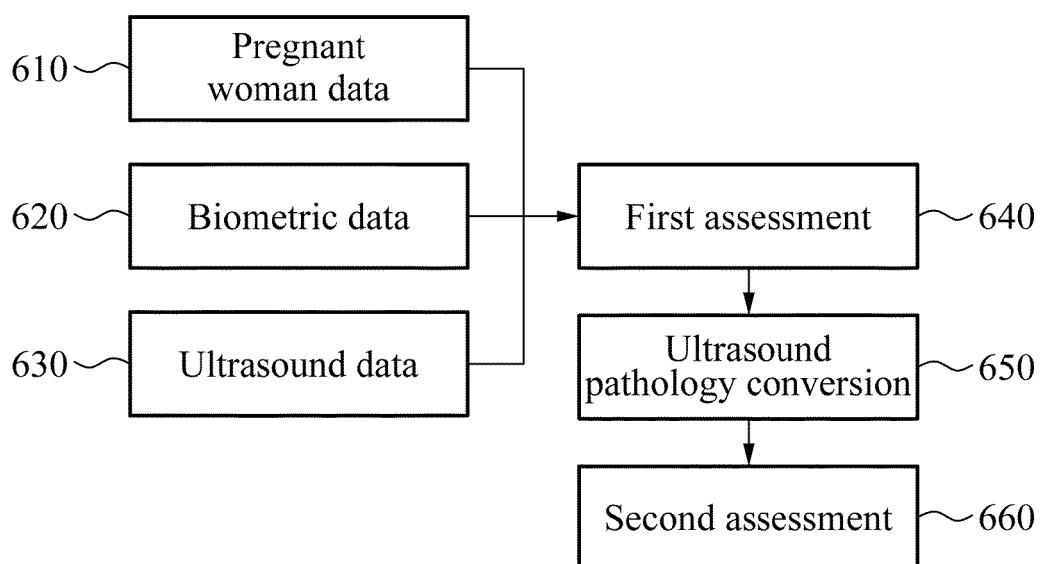 610
Pregnant
woman data
620
Biometric data
630
Ultrasound data
First assessment
640
Ultrasound
pathology conversion
650
Second assessment
660